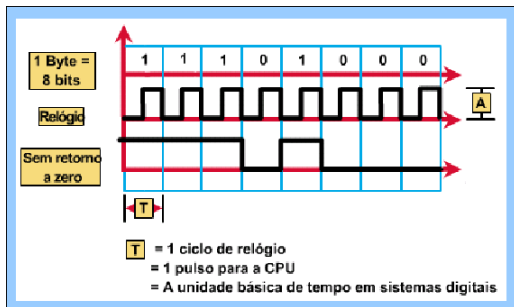 1 Byte =
8 bits
1 1 1 0 1 0 0 0
Relógio
A
Sem retorno
a zero
T
T = 1 ciclo de relógio
= 1 pulso para a CPU
= A unidade básica de tempo em sistemas digitais